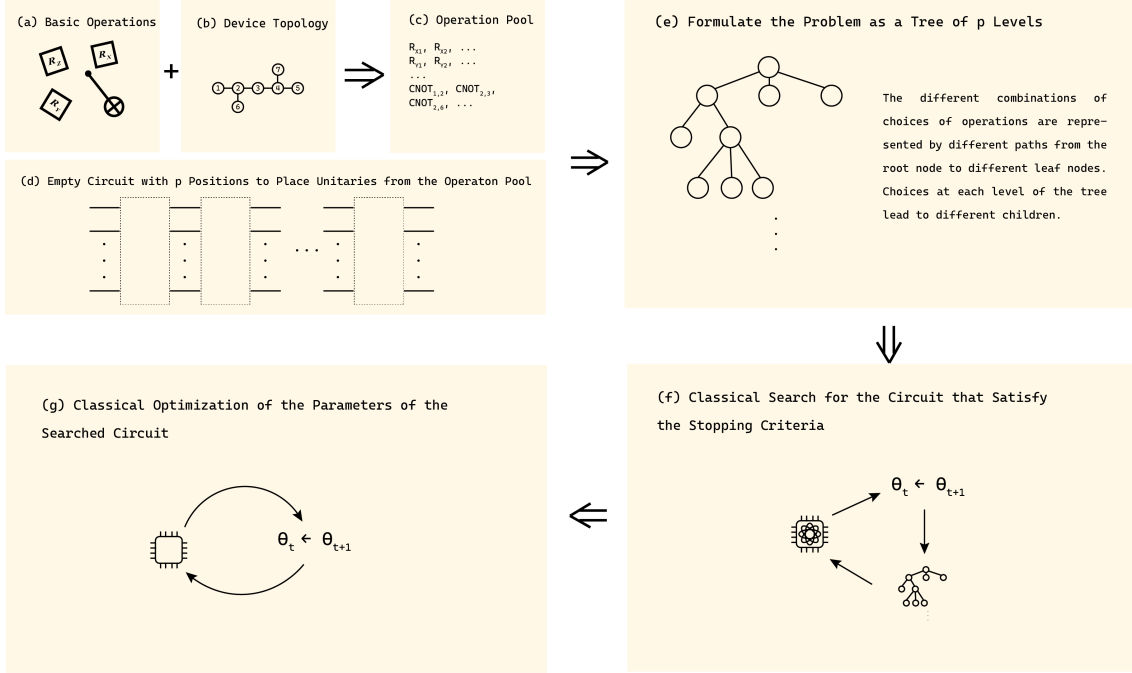 (a) Basic Operations
R_Z
R_X
R_Y
+
(b) Device Topology
7
1 2 3 4 5
6
(c) Operation Pool
R_X1, R_X2, ...
R_Y1, R_Y2, ...
...
CNOT_1,2, CNOT_2,3,
CNOT_2,6, ...
(d) Empty Circuit with p Positions to Place Unitaries from the Operaton Pool
...
(e) Formulate the Problem as a Tree of p Levels
The different combinations of
choices of operations are repre-
sented by different paths from the
root node to different leaf nodes.
Choices at each level of the tree
lead to different children.
(f) Classical Search for the Circuit that Satisfy
the Stopping Criteria
θ_t ← θ_t+1
(g) Classical Optimization of the Parameters of the
Searched Circuit
θ_t ← θ_t+1